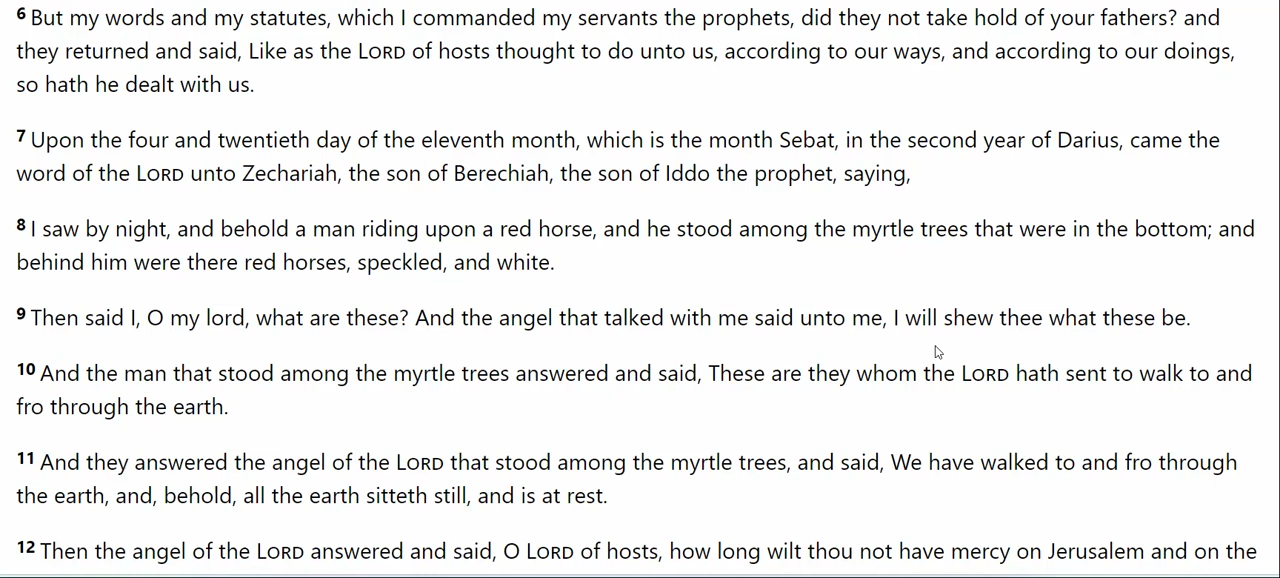 6 But my words and my statutes, which I commanded my servants the prophets, did they not take hold of your fathers? and
they returned and said, Like as the LORD of hosts thought to do unto us, according to our ways, and according to our doings,
so hath he dealt with us.
7 Upon the four and twentieth day of the eleventh month, which is the month Sebat, in the second year of Darius, came the
word of the LORD unto Zechariah, the son of Berechiah, the son of Iddo the prophet, saying,
8 I saw by night, and behold a man riding upon a red horse, and he stood among the myrtle trees that were in the bottom; and
behind him were there red horses, speckled, and white.
9 Then said I, O my lord, what are these? And the angel that talked with me said unto me, I will shew thee what these be.
10 And the man that stood among the myrtle trees answered and said, These are they whom the LORD hath sent to walk to and
fro through the earth.
11 And they answered the angel of the LORD that stood among the myrtle trees, and said, We have walked to and fro through
the earth, and, behold, all the earth sitteth still, and is at rest.
12 Then the angel of the LORD answered and said, O LORD of hosts, how long wilt thou not have mercy on Jerusalem and on the